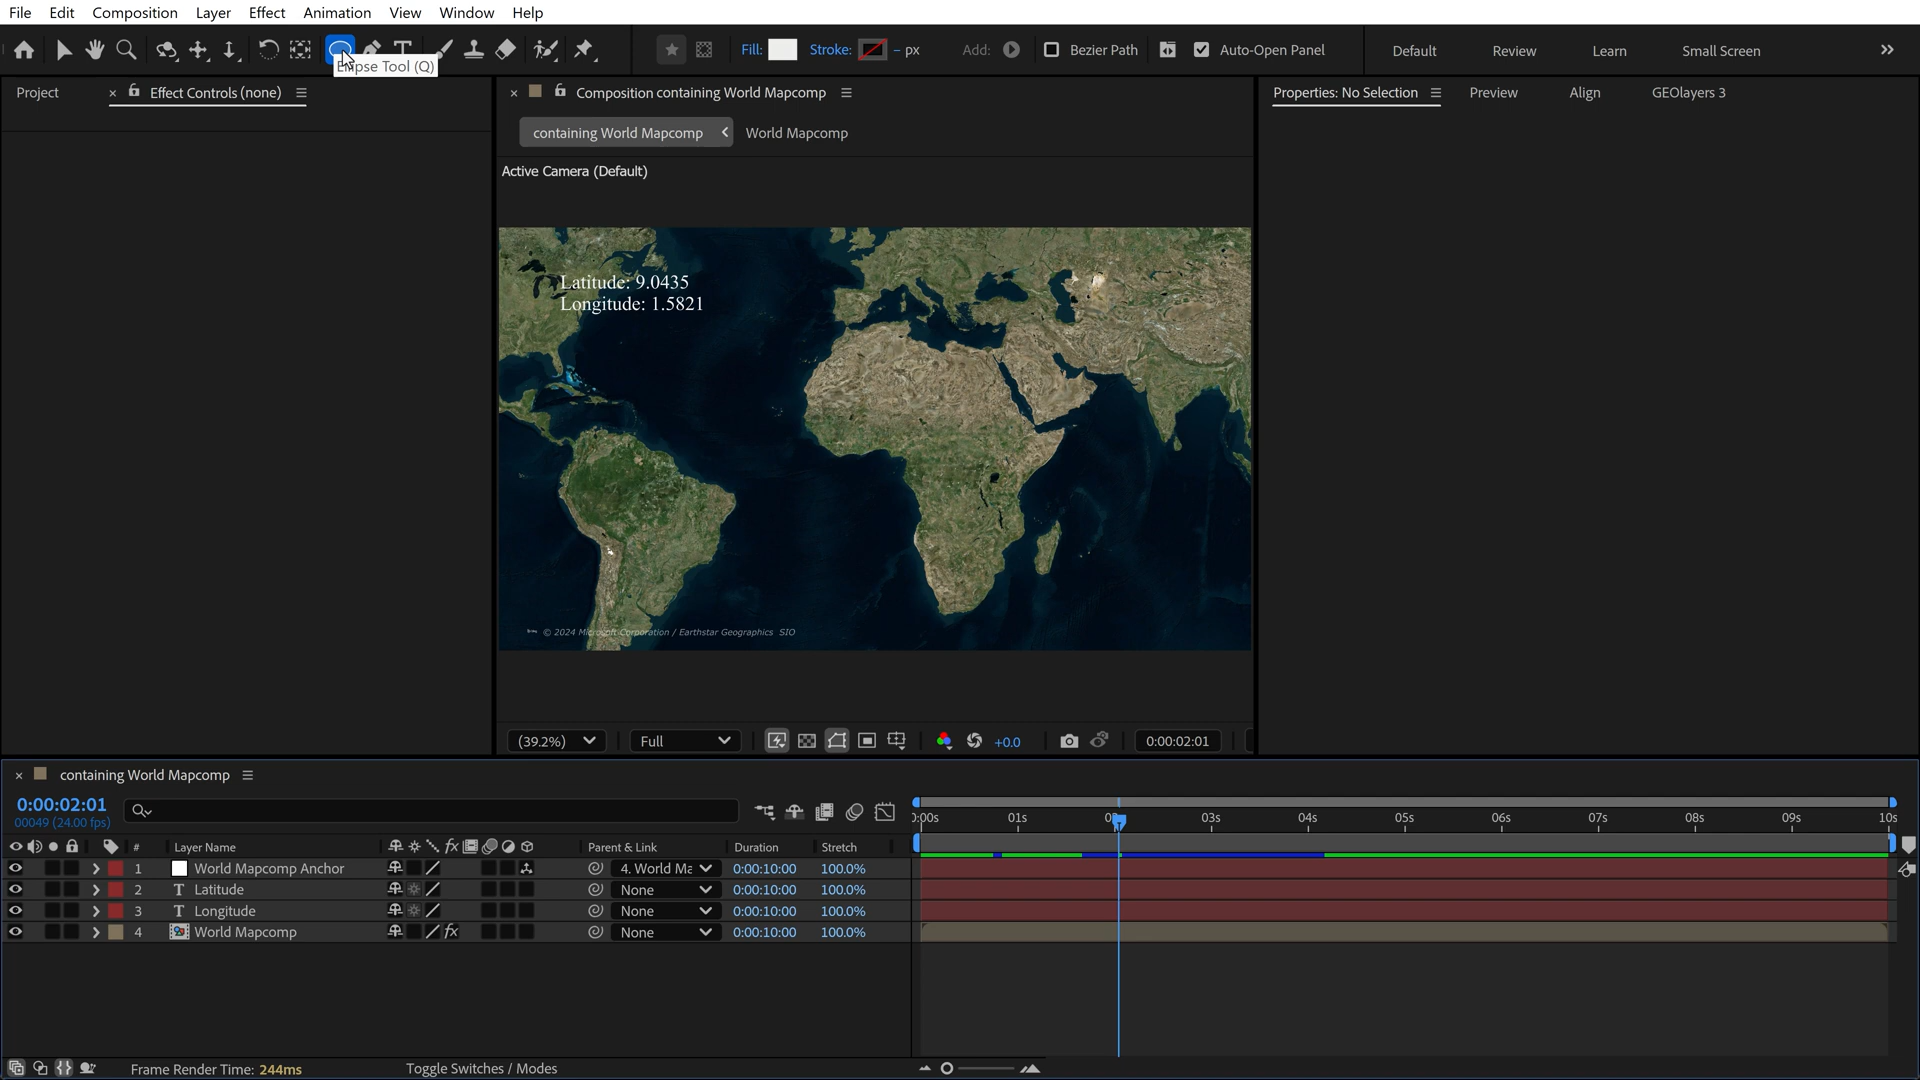 File Edit Composition Layer Effect Animation View Window Help
Fill: Stroke: – px Add: Bezier Path Auto-Open Panel Default Review Learn Small Screen
Ellipse Tool (Q)
Project × Effect Controls (none) × Composition containing World Mapcomp Properties: No Selection Preview Align GEOlayers 3
containing World Mapcomp World Mapcomp
Active Camera (Default)
Latitude: 9.0435
Longitude: 1.5821
© 2024 Microsoft Corporation / Earthstar Geographics SIO
(39.2%) Full +0.0 0:00:02:01
× containing World Mapcomp
0:00:02:01
00049 (24.00 fps)
01s 03s 04s 05s 06s 07s 08s 09s 10s
# Layer Name fx Parent & Link Duration Stretch
1 World Mapcomp Anchor 4. World Ma 0:00:10:00 100.0%
2 T Latitude None 0:00:10:00 100.0%
3 T Longitude None 0:00:10:00 100.0%
4 World Mapcomp fx None 0:00:10:00 100.0%
Frame Render Time: 244ms Toggle Switches / Modes